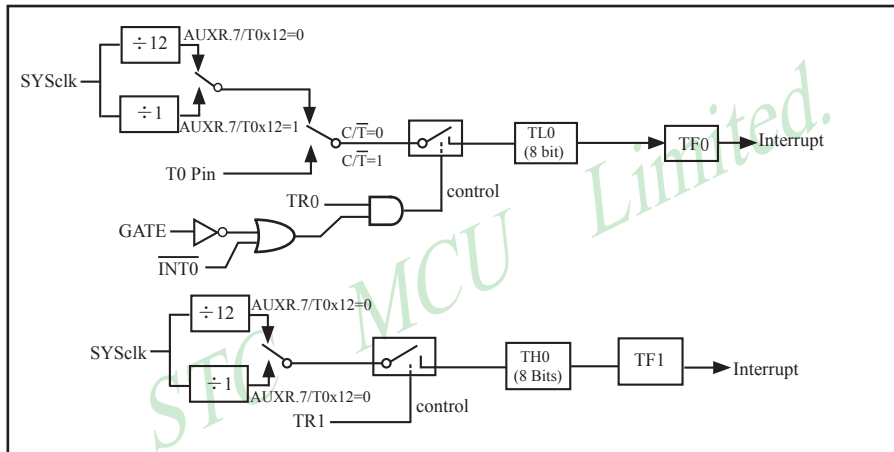 ÷12
AUXR.7/T0x12=0
SYSclk
÷1
AUXR.7/T0x12=1
C/T̅=0
C/T̅=1
T0 Pin
TL0
(8 bit)
TF0
Interrupt
control
TR0
GATE
I̅N̅T̅0̅
÷12
AUXR.7/T0x12=0
SYSclk
÷1
AUXR.7/T0x12=0
TH0
(8 Bits)
TF1
Interrupt
control
TR1
STC MCU Limited.